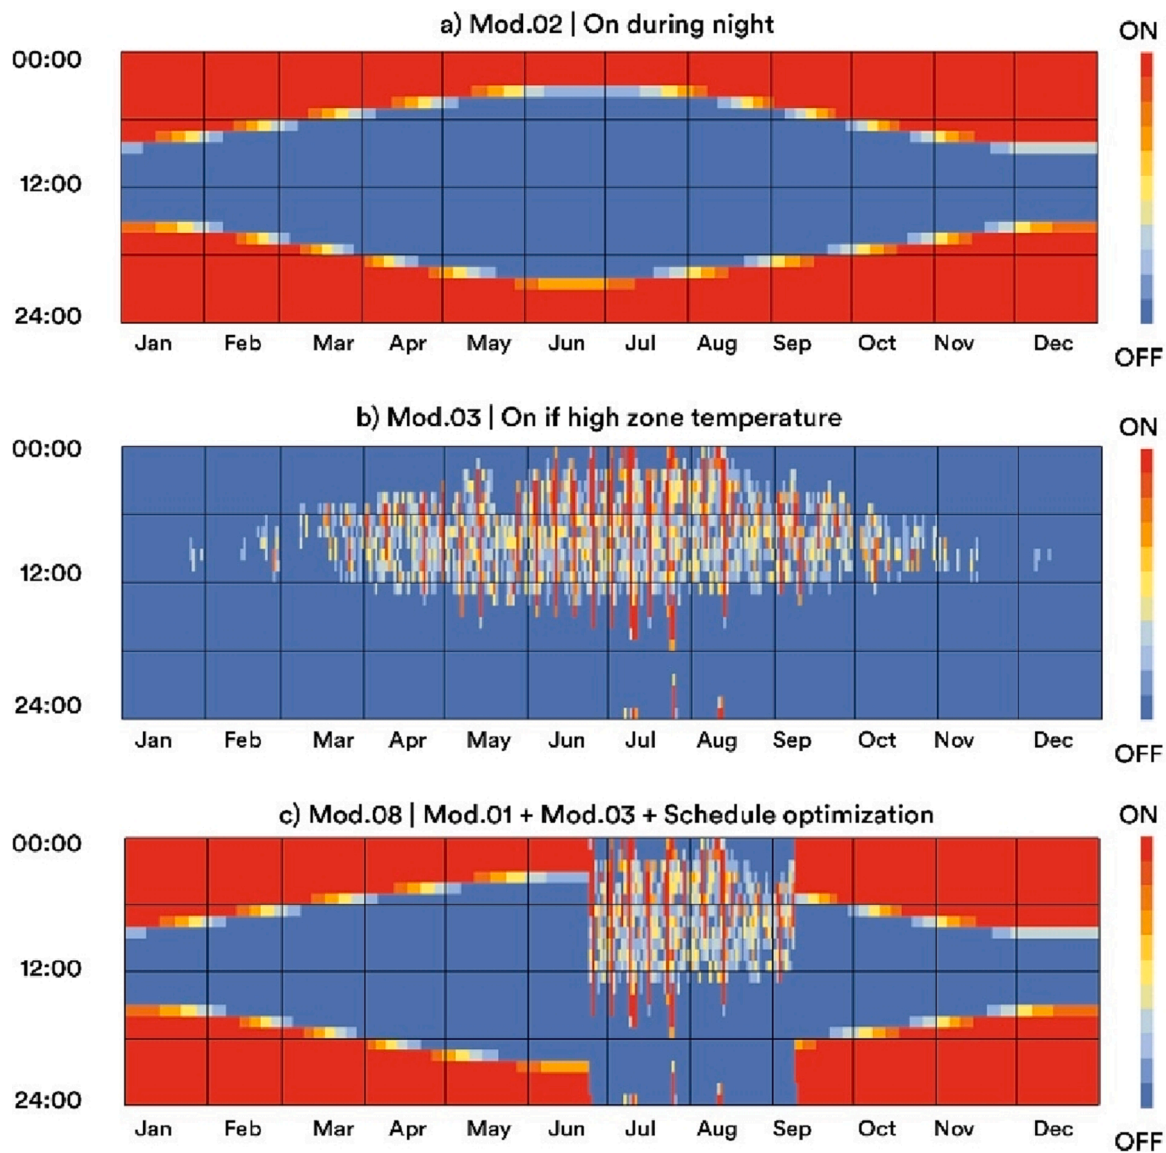 a) Mod.02 | On during night
ON
00:00
12:00
24:00
Jan Feb Mar Apr May Jun Jul Aug Sep Oct Nov Dec
OFF
b) Mod.03 | On if high zone temperature
ON
00:00
12:00
24:00
Jan Feb Mar Apr May Jun Jul Aug Sep Oct Nov Dec
OFF
c) Mod.08 | Mod.01 + Mod.03 + Schedule optimization
ON
00:00
12:00
24:00
Jan Feb Mar Apr May Jun Jul Aug Sep Oct Nov Dec
OFF